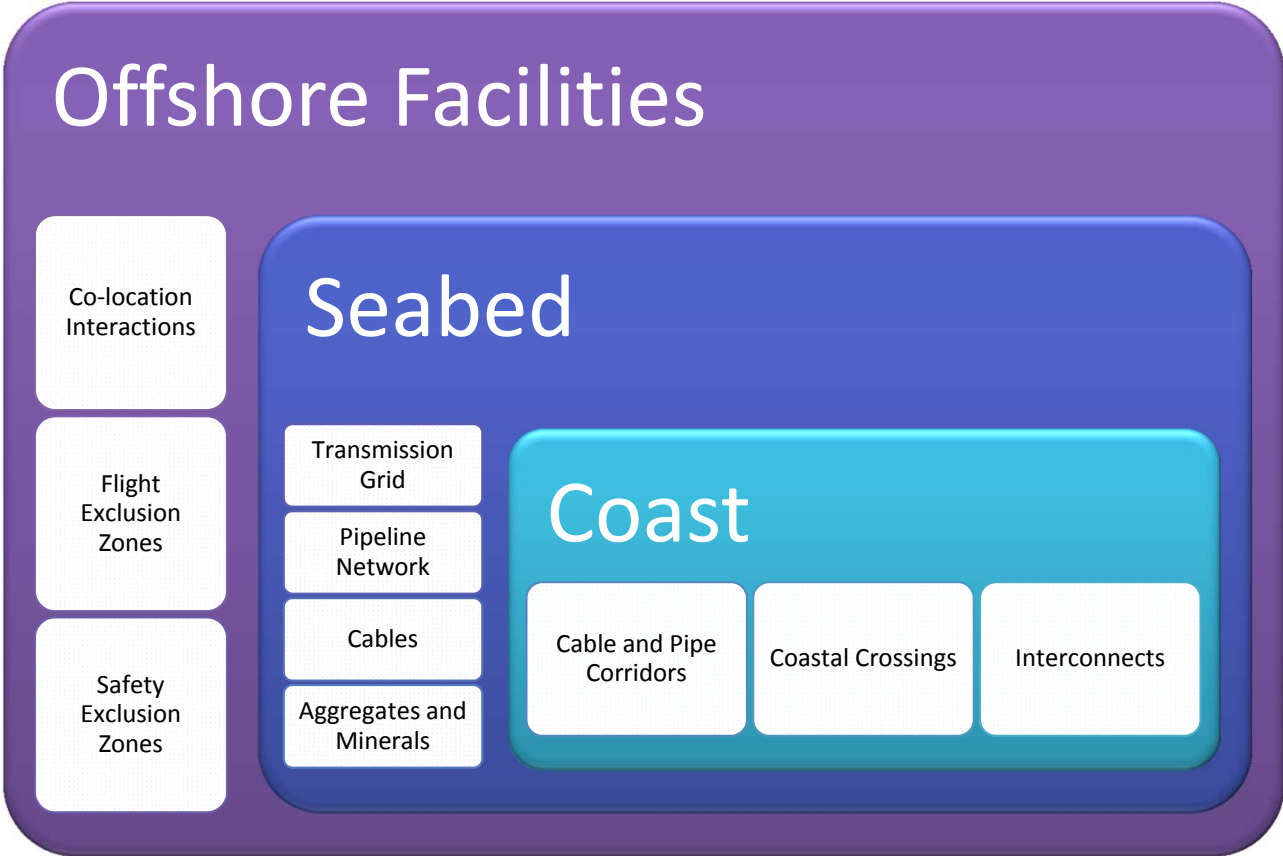 Offshore Facilities
Co-location
Interactions
Flight
Exclusion
Zones
Safety
Exclusion
Zones
Seabed
Transmission
Grid
Pipeline
Network
Cables
Aggregates and
Minerals
Coast
Cable and Pipe
Corridors
Coastal Crossings
Interconnects